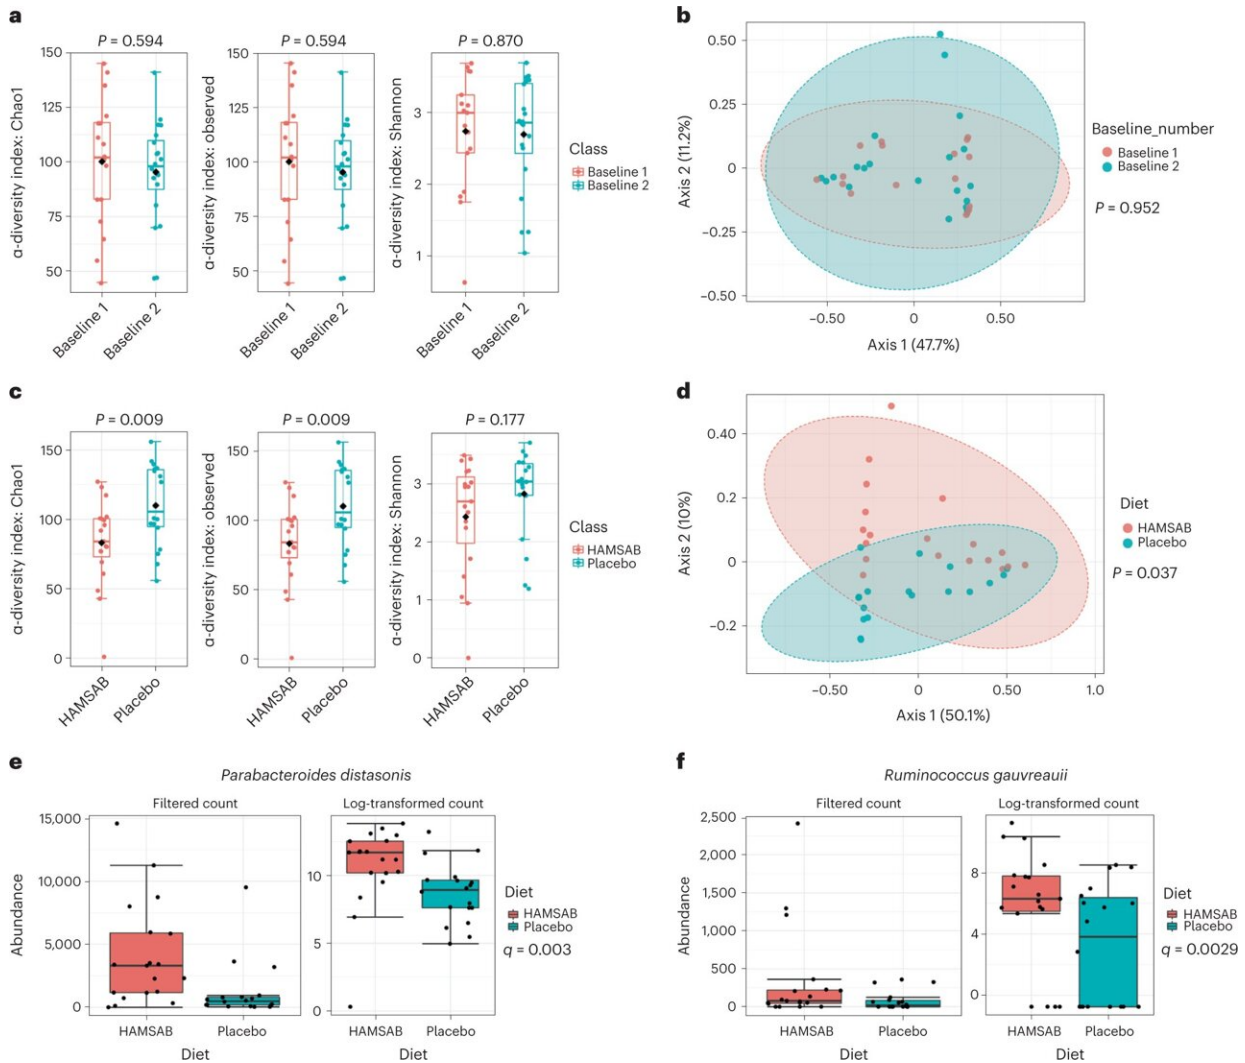 a
P = 0.594
P = 0.594
P = 0.870
α-diversity index: Chao1
150
125
100
75
50
Baseline 1
Baseline 2
α-diversity index: observed
150
125
100
75
50
Baseline 1
Baseline 2
α-diversity index: Shannon
3
2
1
Baseline 1
Baseline 2
Class
Baseline 1
Baseline 2
b
Axis 2 (11.2%)
0.50
0.25
0
−0.25
−0.50
−0.50
0
0.50
Axis 1 (47.7%)
Baseline_number
Baseline 1
Baseline 2
P = 0.952
c
P = 0.009
P = 0.009
P = 0.177
α-diversity index: Chao1
150
100
50
0
HAMSAB
Placebo
α-diversity index: observed
150
100
50
0
HAMSAB
Placebo
α-diversity index: Shannon
3
2
1
0
HAMSAB
Placebo
Class
HAMSAB
Placebo
d
Axis 2 (10%)
0.40
0.2
0
−0.2
−0.50
0
0.50
1.0
Axis 1 (50.1%)
Diet
HAMSAB
Placebo
P = 0.037
e
Parabacteroides distasonis
Filtered count
Log-transformed count
Abundance
15,000
10,000
5,000
0
10
5
0
HAMSAB
Placebo
HAMSAB
Placebo
Diet
Diet
Diet
HAMSAB
Placebo
q = 0.003
f
Ruminococcus gauvreauii
Filtered count
Log-transformed count
Abundance
2,500
2,000
1,500
1,000
500
0
8
4
0
HAMSAB
Placebo
HAMSAB
Placebo
Diet
Diet
Diet
HAMSAB
Placebo
q = 0.0029